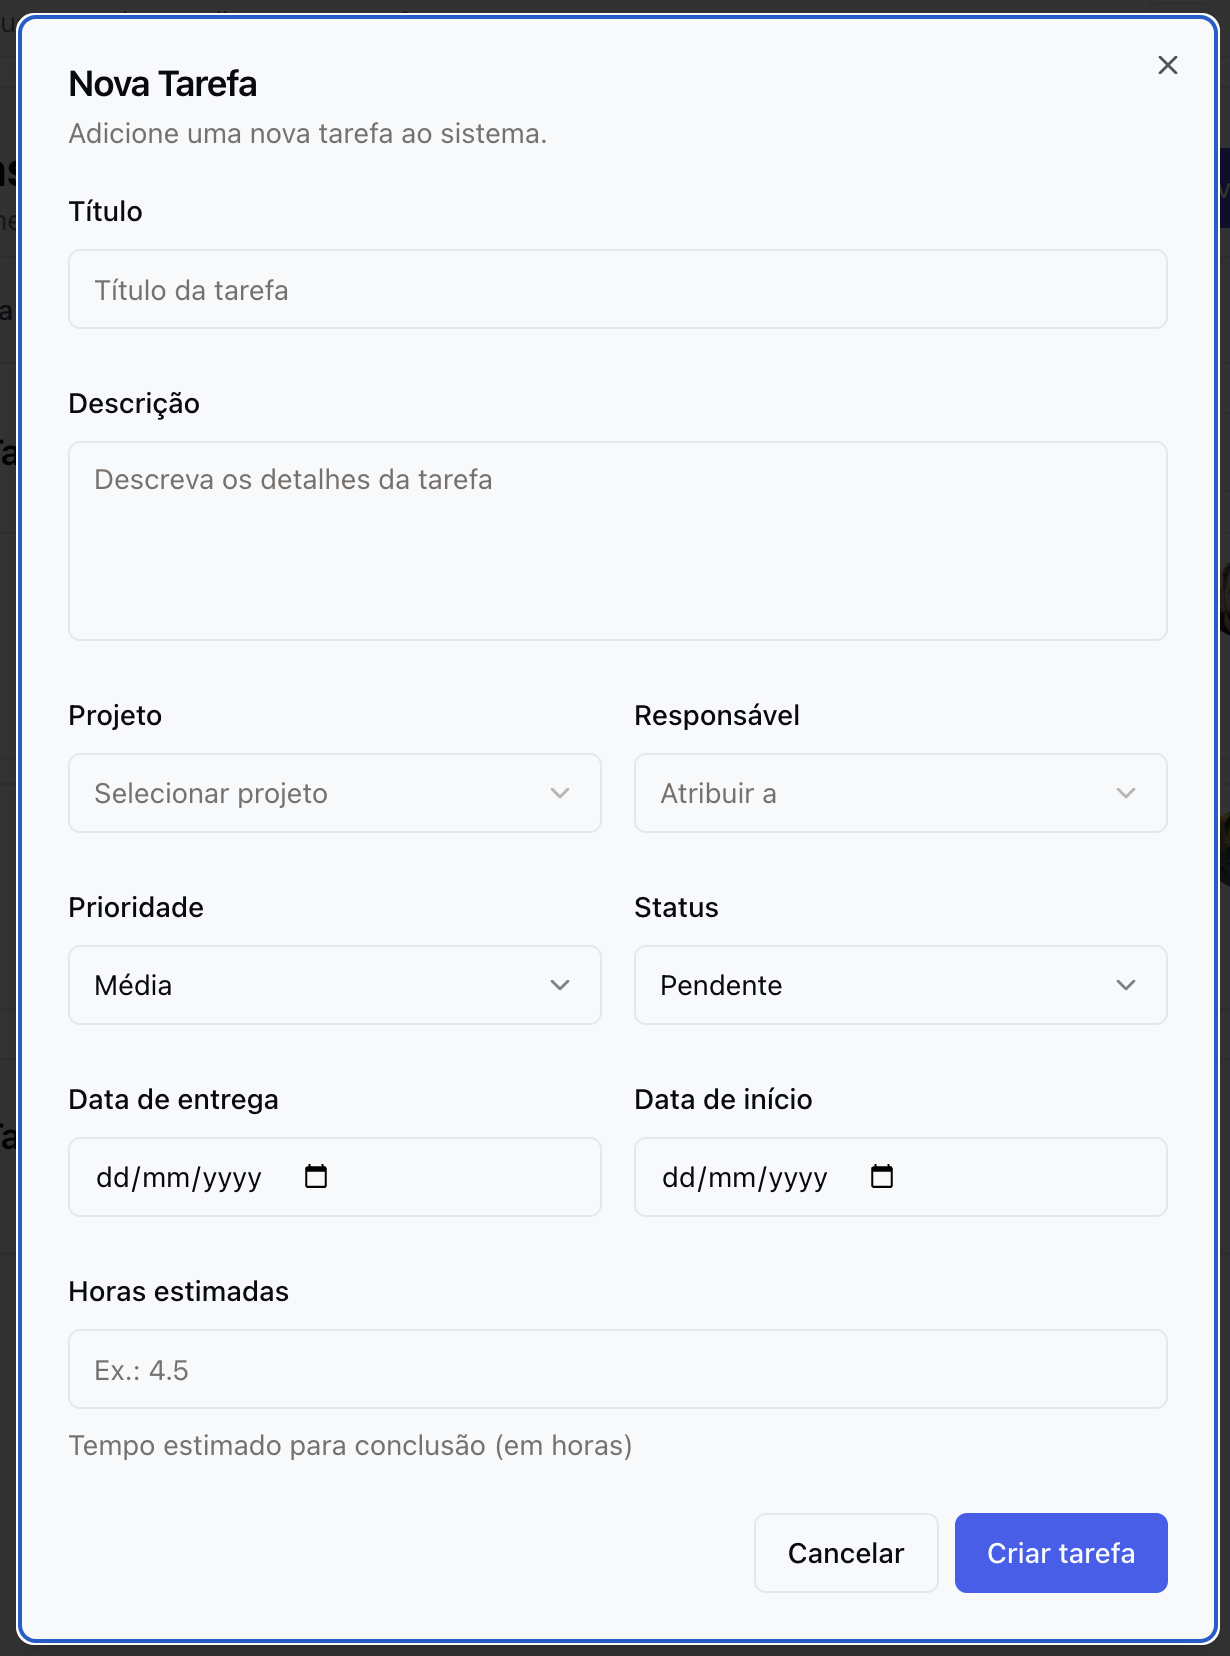 Nova Tarefa
Adicione uma nova tarefa ao sistema.
Título
Título da tarefa
Descrição
Descreva os detalhes da tarefa
Projeto
Responsável
Selecionar projeto
Atribuir a
Prioridade
Status
Média
Pendente
Data de entrega
Data de início
dd/mm/yyyy
dd/mm/yyyy
Horas estimadas
Ex.: 4.5
Tempo estimado para conclusão (em horas)
Cancelar
Criar tarefa